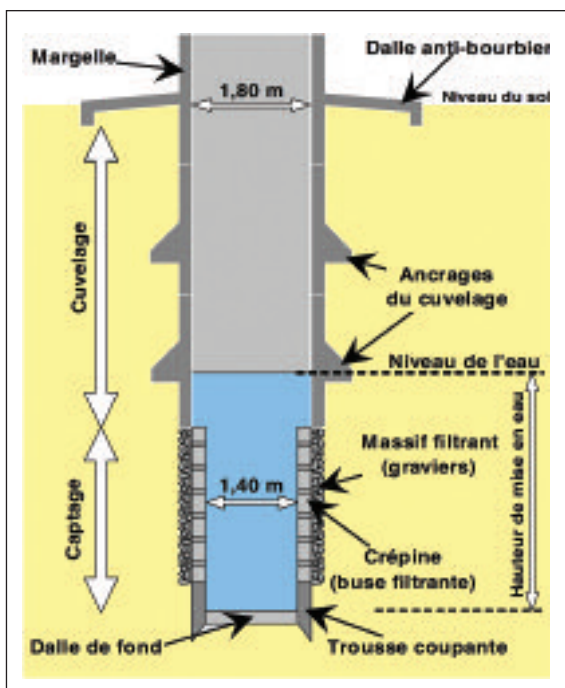 Margelle
Dalle anti-bourbier
1,80 m
Niveau du sol
Cuvelage
Ancrages
du cuvelage
Niveau de l'eau
Captage
Massif filtrant
(graviers)
1,40 m
Hauteur de mise en eau
Crépine
(buse filtrante)
Dalle de fond
Trousse coupante